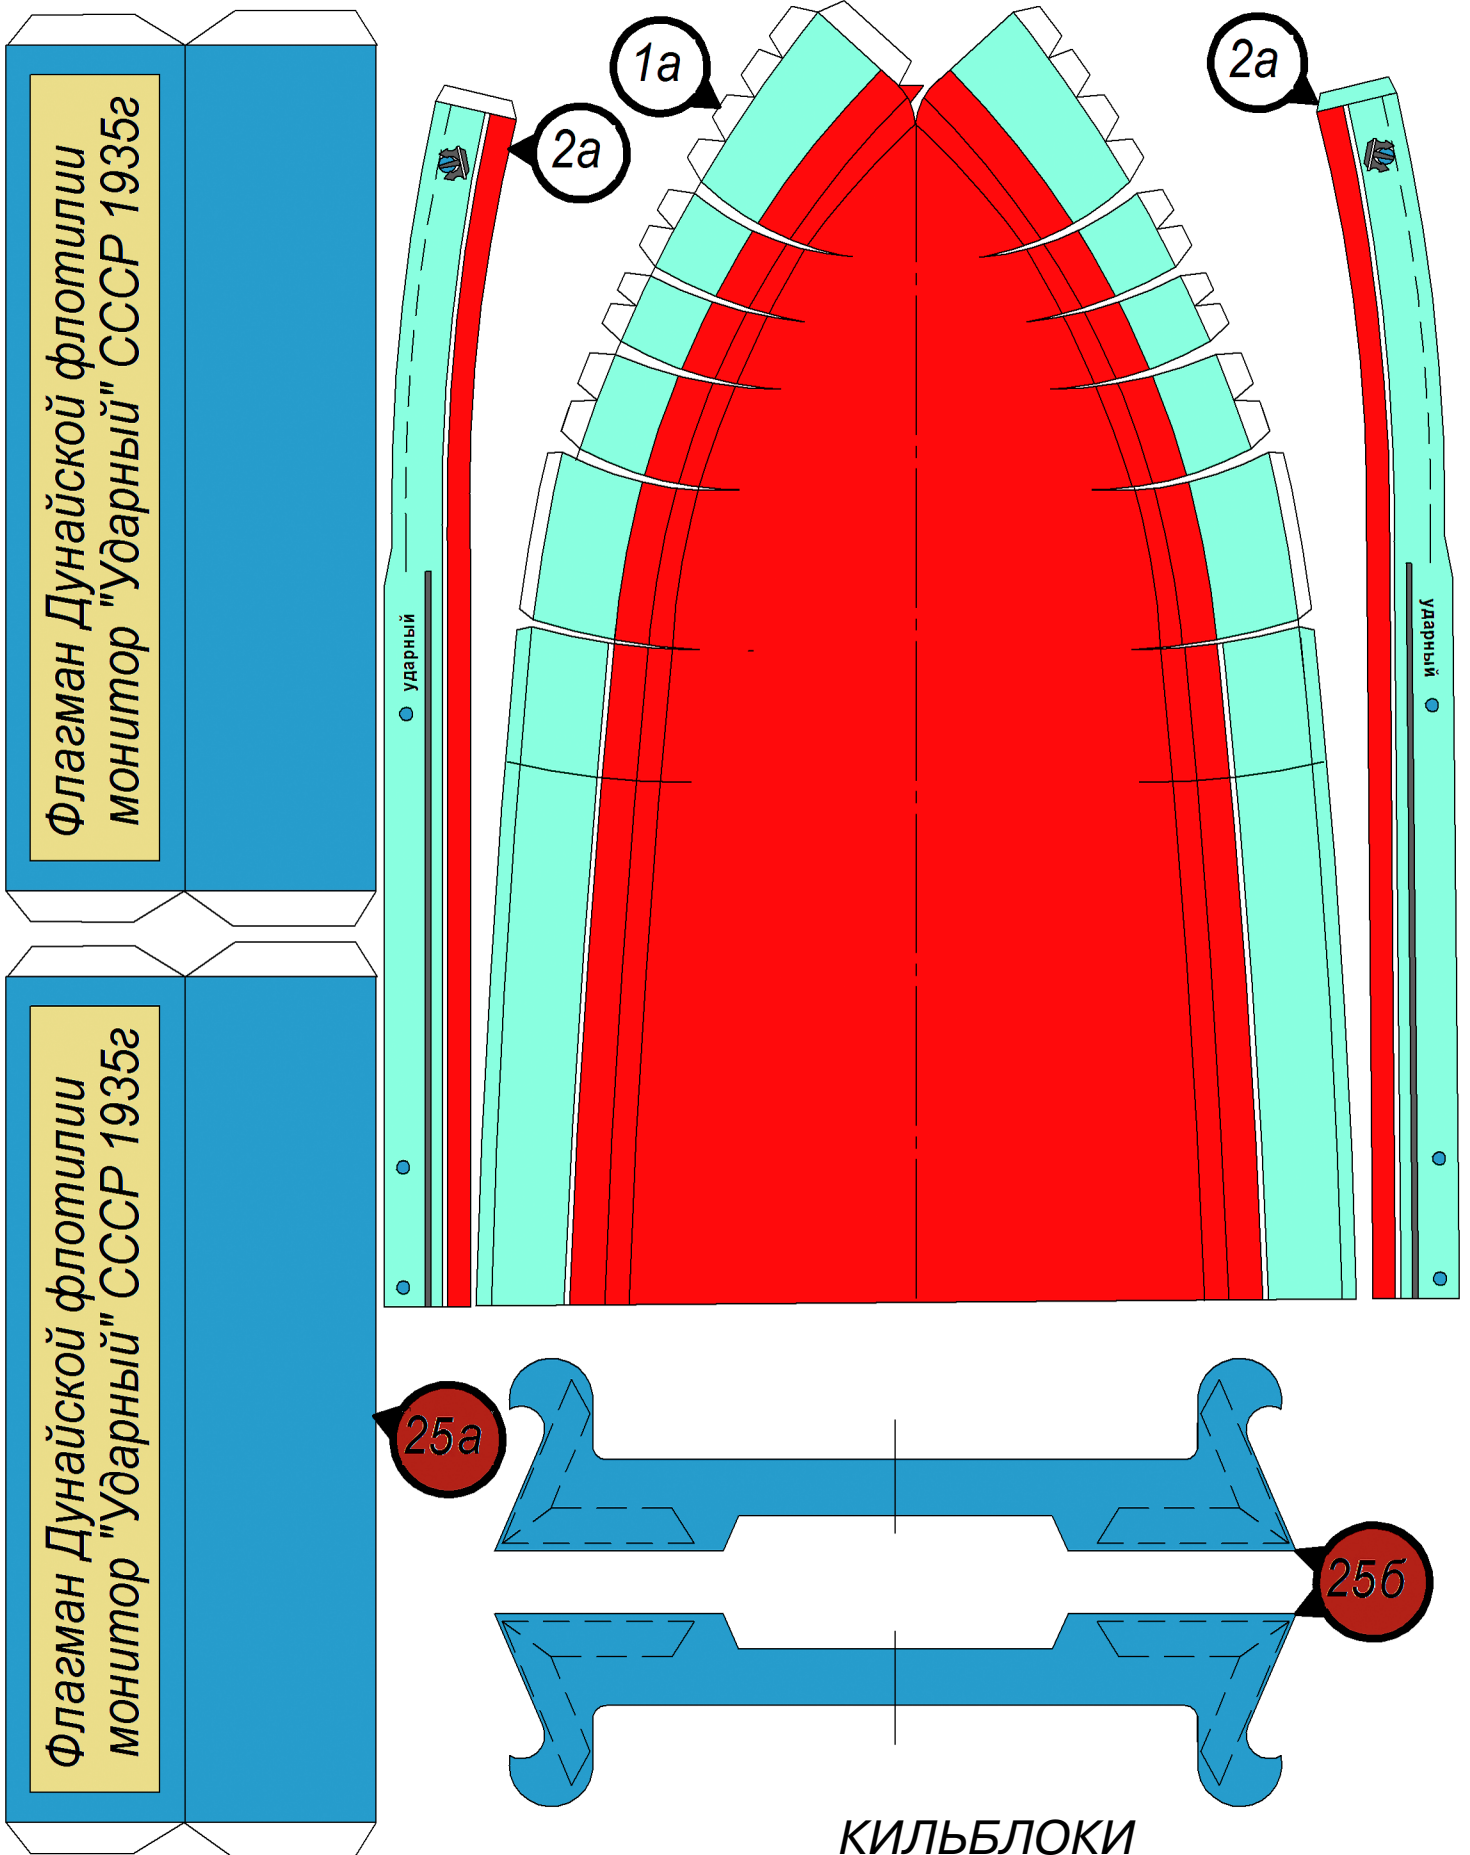 1а
2а
2а
Флагман Дунайской флотилии
монитор "Ударный" СССР 1935г
ударный
ударный
Флагман Дунайской флотилии
монитор "Ударный" СССР 1935г
25а
25б
КИЛЬБЛОКИ